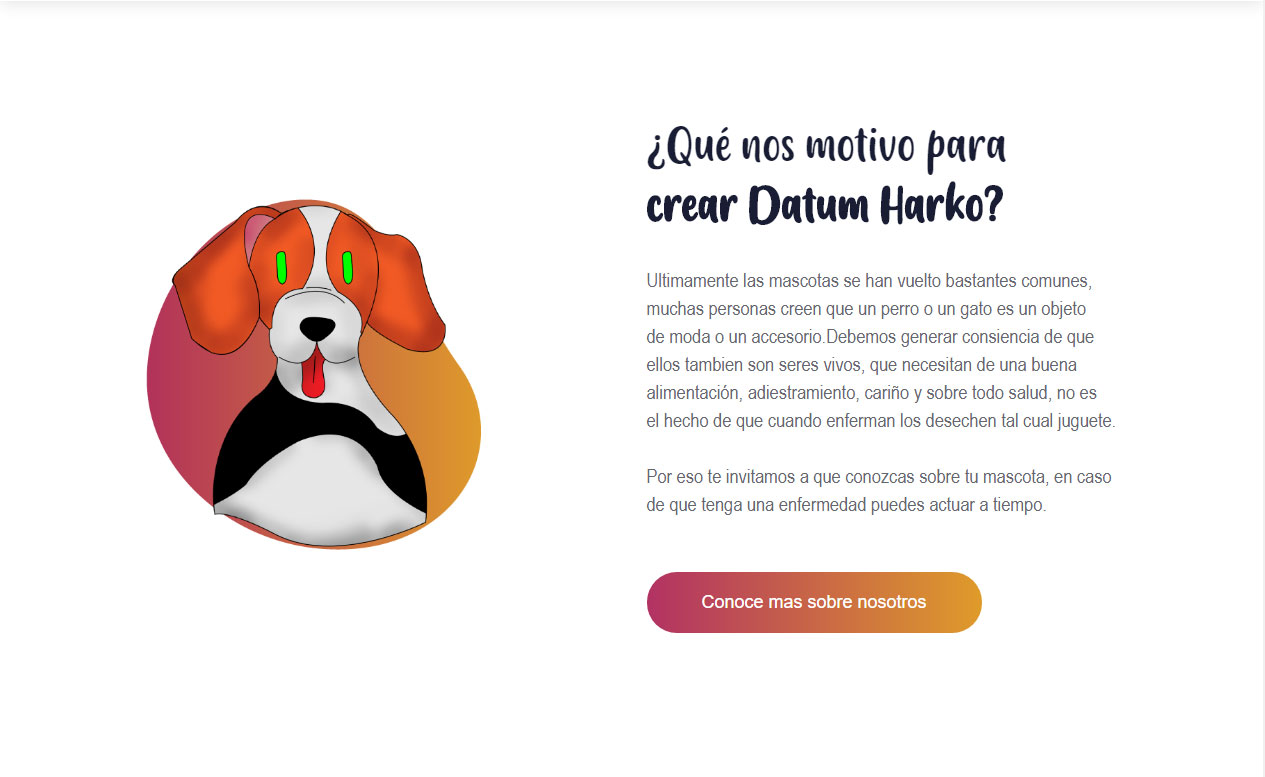 ¿Qué nos motivo para
crear Datum Harko?
Ultimamente las mascotas se han vuelto bastantes comunes,
muchas personas creen que un perro o un gato es un objeto
de moda o un accesorio.Debemos generar consiencia de que
ellos tambien son seres vivos, que necesitan de una buena
alimentación, adiestramiento, cariño y sobre todo salud, no es
el hecho de que cuando enferman los desechen tal cual juguete.
Por eso te invitamos a que conozcas sobre tu mascota, en caso
de que tenga una enfermedad puedes actuar a tiempo.
Conoce mas sobre nosotros